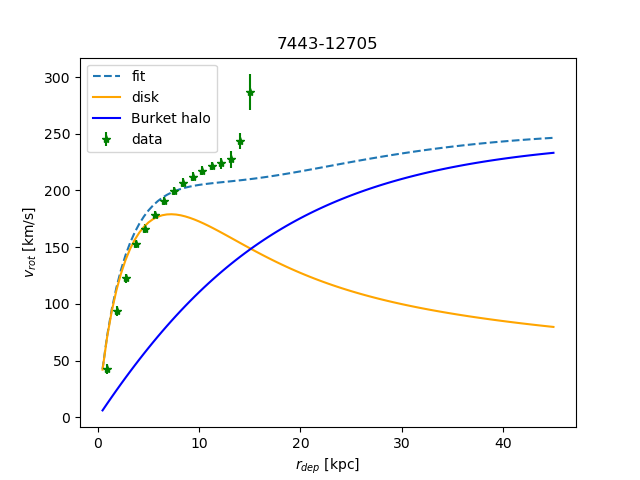 7443-12705
fit
disk
Burket halo
data
300
250
200
150
100
50
0
v_rot [km/s]
0 10 20 30 40
r_dep [kpc]